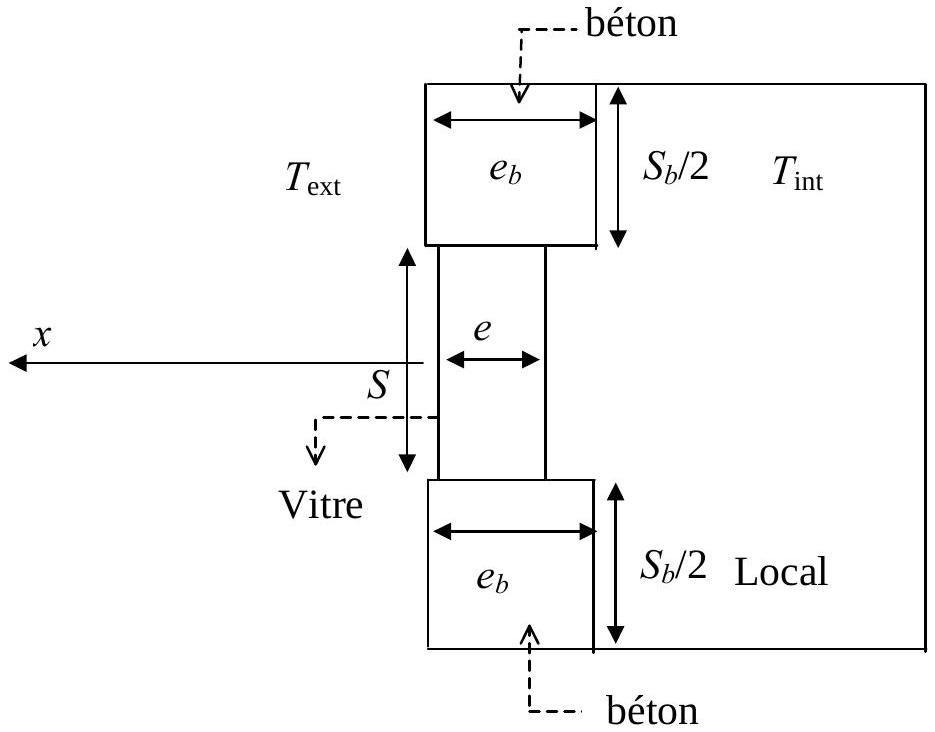 béton
T_ext
e_b
S_b/2
T_int
x
e
S
Vitre
e_b
S_b/2
Local
béton